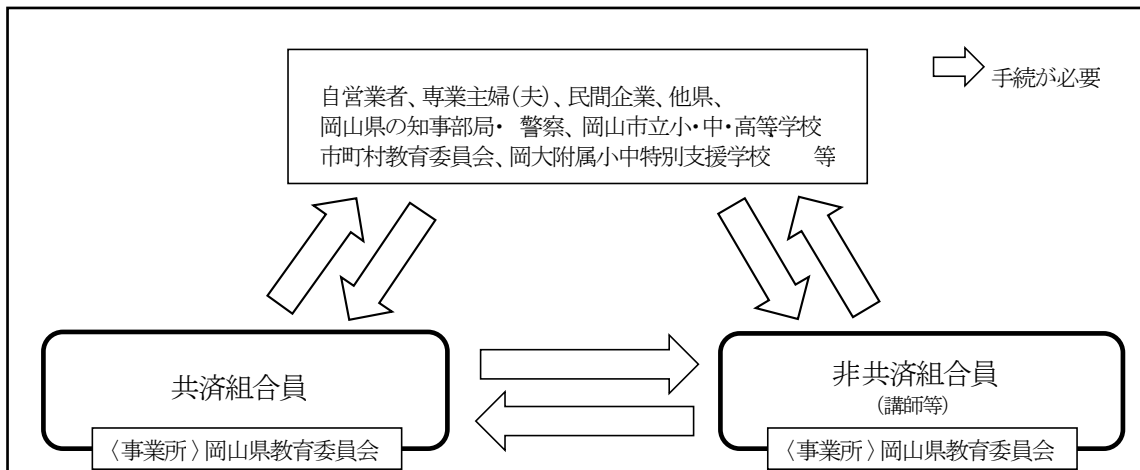 手続が必要
自営業者、専業主婦(夫)、民間企業、他県、
岡山県の知事部局・ 警察、岡山市立小・中・高等学校
市町村教育委員会、岡大附属小中特別支援学校 等
共済組合員
〈事業所〉岡山県教育委員会
非共済組合員
(講師等)
〈事業所〉岡山県教育委員会